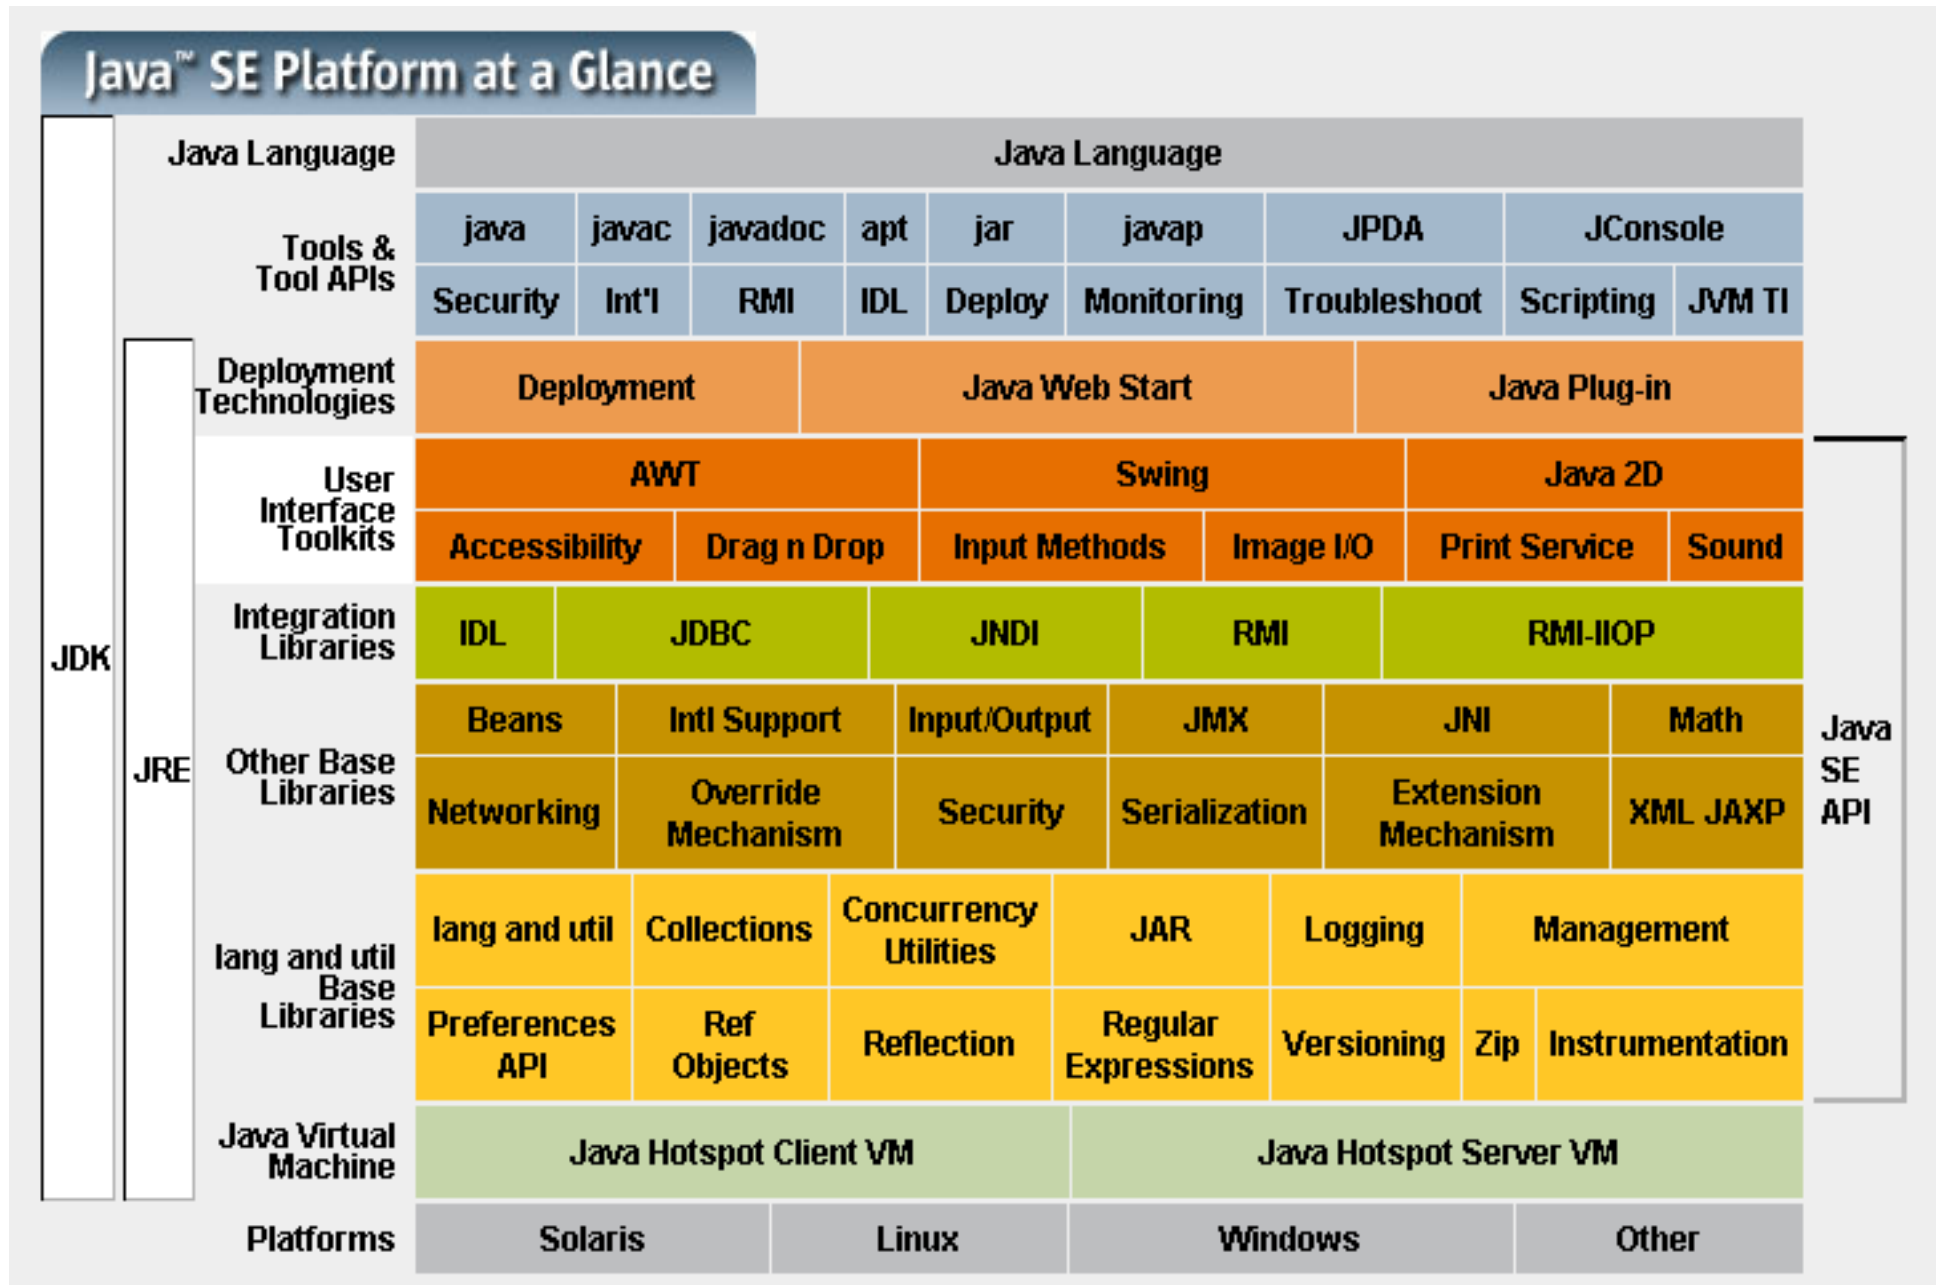 Java™ SE Platform at a Glance
Java Language
Java Language
Tools &
Tool APIs
java javac javadoc apt jar javap JPDA JConsole
Security Int'l RMI IDL Deploy Monitoring Troubleshoot Scripting JVM TI
Deployment
Technologies
Deployment Java Web Start Java Plug-in
User
Interface
Toolkits
AWT Swing Java 2D
Accessibility Drag n Drop Input Methods Image I/O Print Service Sound
Integration
Libraries
IDL JDBC JNDI RMI RMI-IIOP
JDK
JRE
Other Base
Libraries
Beans Intl Support Input/Output JMX JNI Math
Networking Override
Mechanism Security Serialization Extension
Mechanism XML JAXP
Java
SE
API
lang and util
Base
Libraries
lang and util Collections Concurrency
Utilities JAR Logging Management
Preferences
API Ref
Objects Reflection Regular
Expressions Versioning Zip Instrumentation
Java Virtual
Machine
Java Hotspot Client VM Java Hotspot Server VM
Platforms
Solaris Linux Windows Other